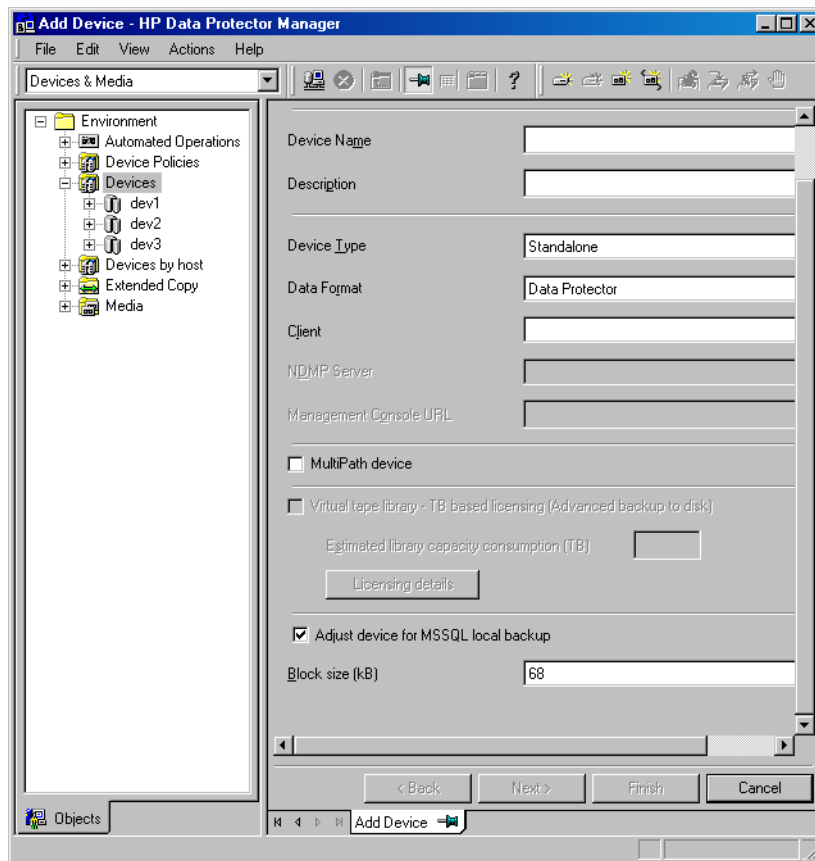 Add Device - HP Data Protector Manager
File Edit View Actions Help
Devices & Media
Environment
Automated Operations
Device Policies
Devices
dev1
dev2
dev3
Devices by host
Extended Copy
Media
Objects
Device Name
Description
Device Type Standalone
Data Format Data Protector
Client
NDMP Server
Management Console URL
MultiPath device
Virtual tape library - TB based licensing (Advanced backup to disk)
Estimated library capacity consumption (TB)
Licensing details
Adjust device for MSSQL local backup
Block size (kB) 68
< Back Next > Finish Cancel
Add Device